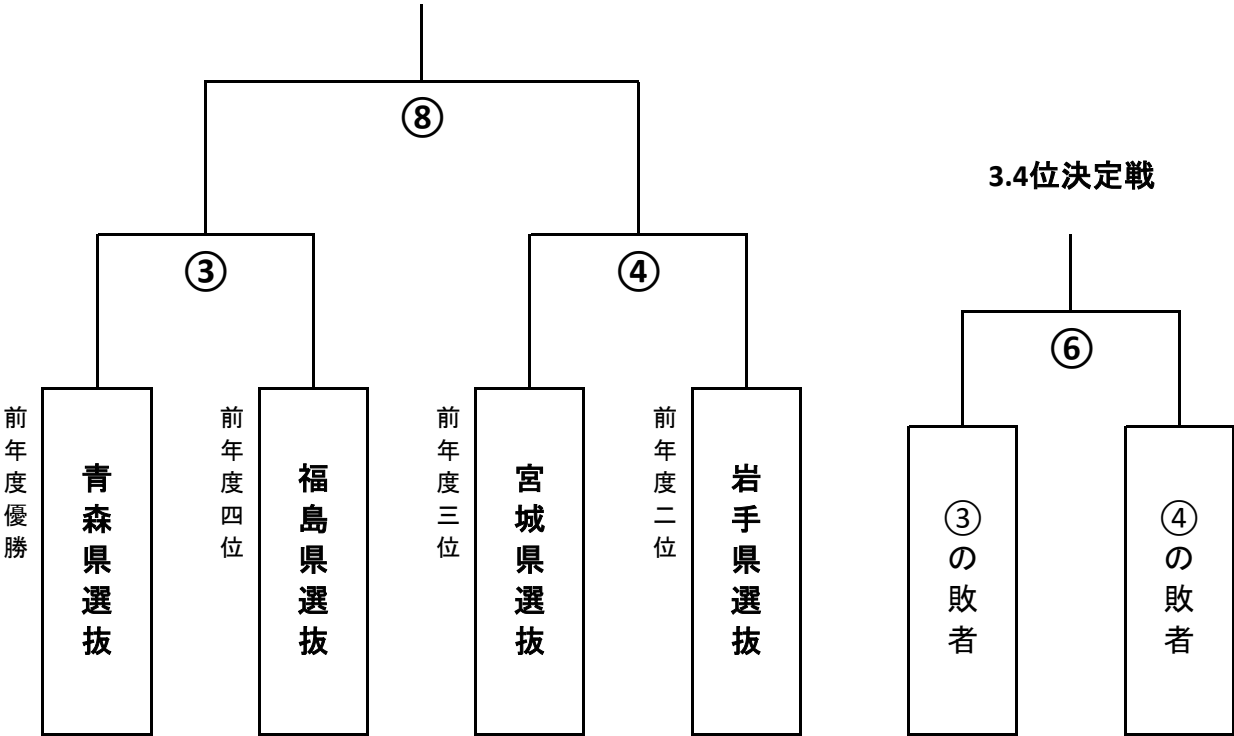 ⑧
3.4位決定戦
③
④
⑥
前年度優勝
青森県選抜
前年度四位
福島県選抜
前年度三位
宮城県選抜
前年度二位
岩手県選抜
③の敗者
④の敗者